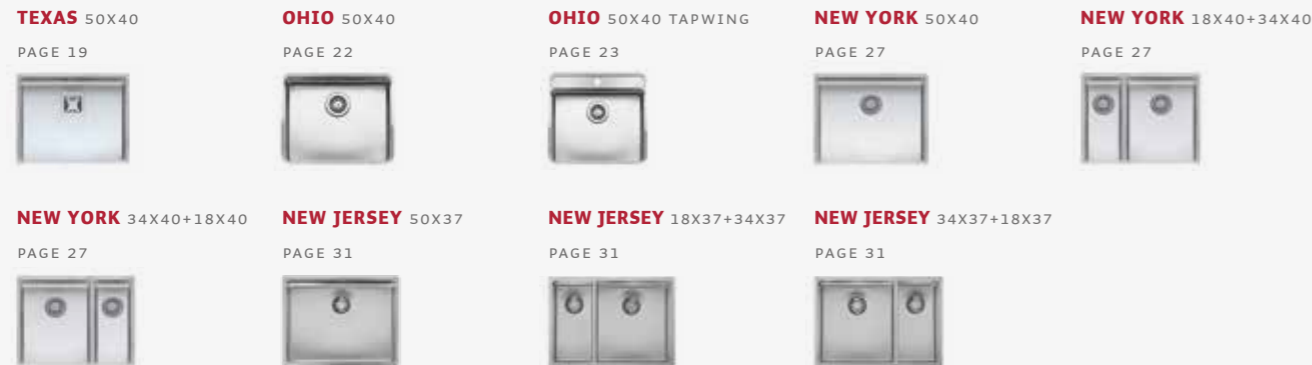 TEXAS 50X40
PAGE 19
OHIO 50X40
PAGE 22
OHIO 50X40 TAPWING
PAGE 23
NEW YORK 50X40
PAGE 27
NEW YORK 18X40+34X40
PAGE 27
NEW YORK 34X40+18X40
PAGE 27
NEW JERSEY 50X37
PAGE 31
NEW JERSEY 18X37+34X37
PAGE 31
NEW JERSEY 34X37+18X37
PAGE 31